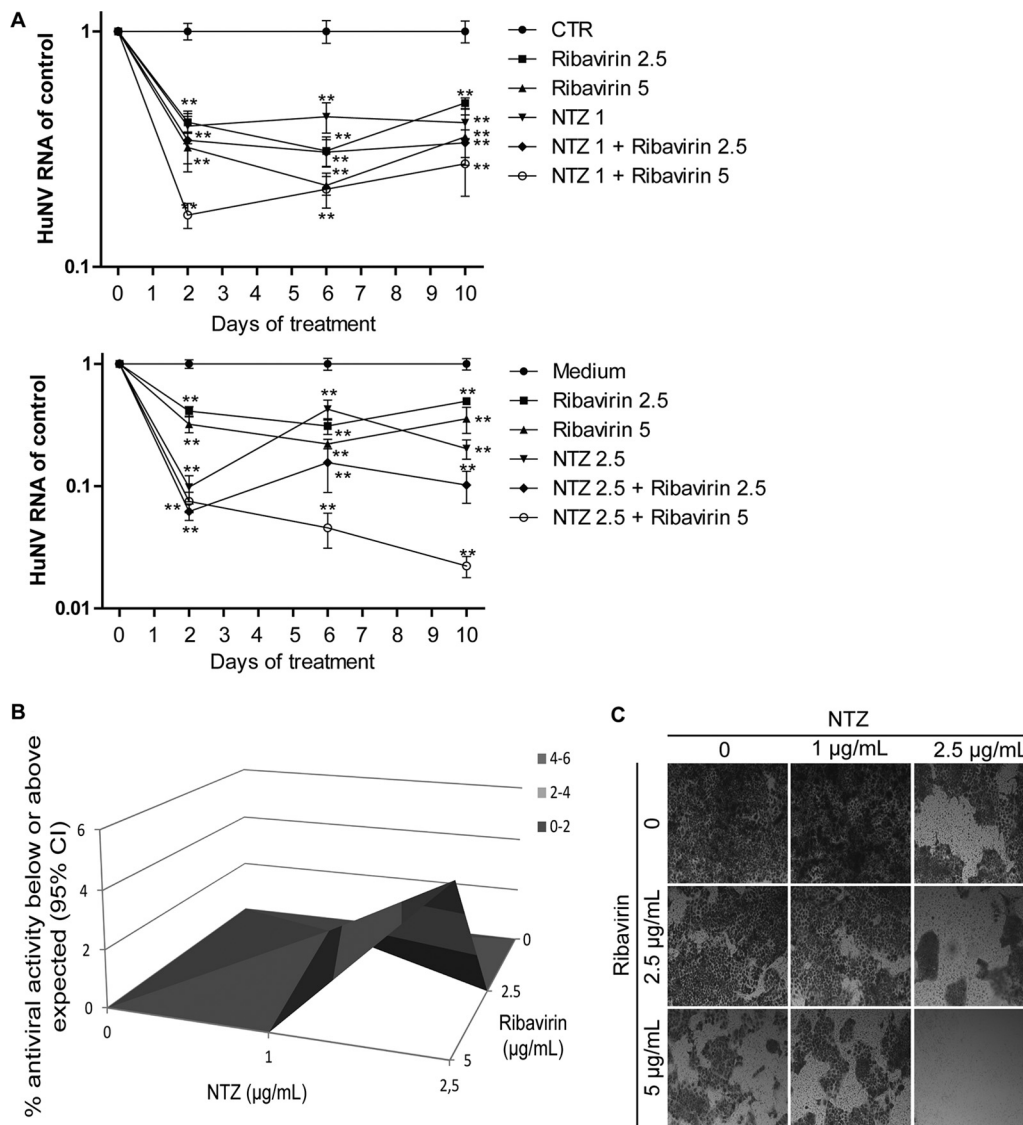 A
HuNV RNA of control
1
0.1
0 1 2 3 4 5 6 7 8 9 10
Days of treatment
** ** ** ** ** ** ** ** ** ** ** ** **
CTR
Ribavirin 2.5
Ribavirin 5
NTZ 1
NTZ 1 + Ribavirin 2.5
NTZ 1 + Ribavirin 5
HuNV RNA of control
1
0.1
0.01
0 1 2 3 4 5 6 7 8 9 10
Days of treatment
** ** ** ** ** ** ** ** ** ** ** ** ** **
Medium
Ribavirin 2.5
Ribavirin 5
NTZ 2.5
NTZ 2.5 + Ribavirin 2.5
NTZ 2.5 + Ribavirin 5
B
% antiviral activity below or above
expected (95% CI)
6
4
2
0
0
1
2,5
NTZ (µg/mL)
0
2.5
5
Ribavirin
(µg/mL)
4-6
2-4
0-2
C
NTZ
0 1 µg/mL 2.5 µg/mL
Ribavirin
0
2.5 µg/mL
5 µg/mL